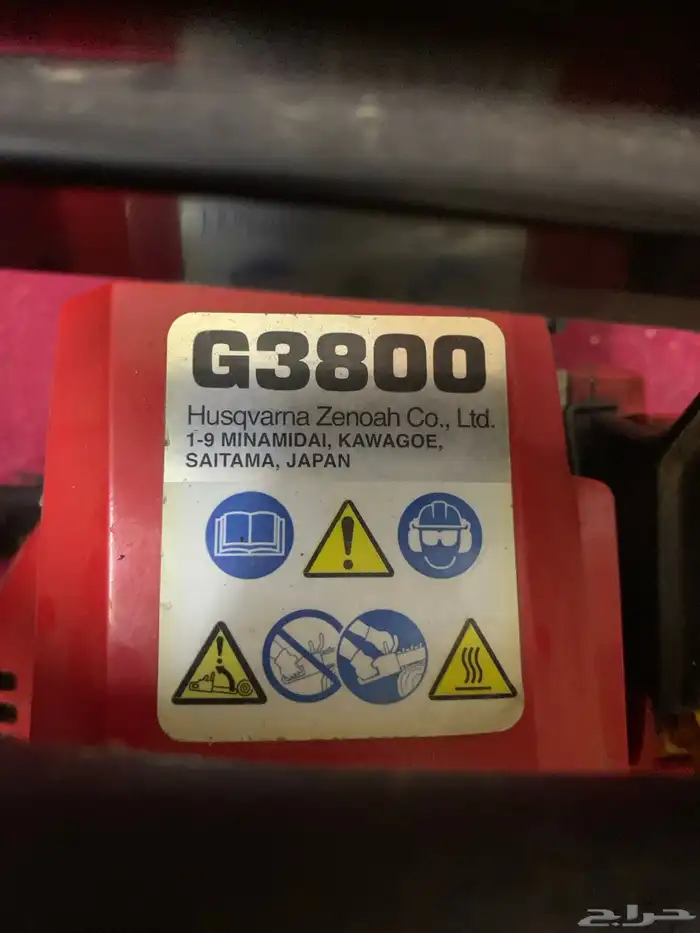 G3800
Husqvarna Zenoah Co., Ltd.
1-9 MINAMIDAI, KAWAGOE,
SAITAMA, JAPAN
حراج